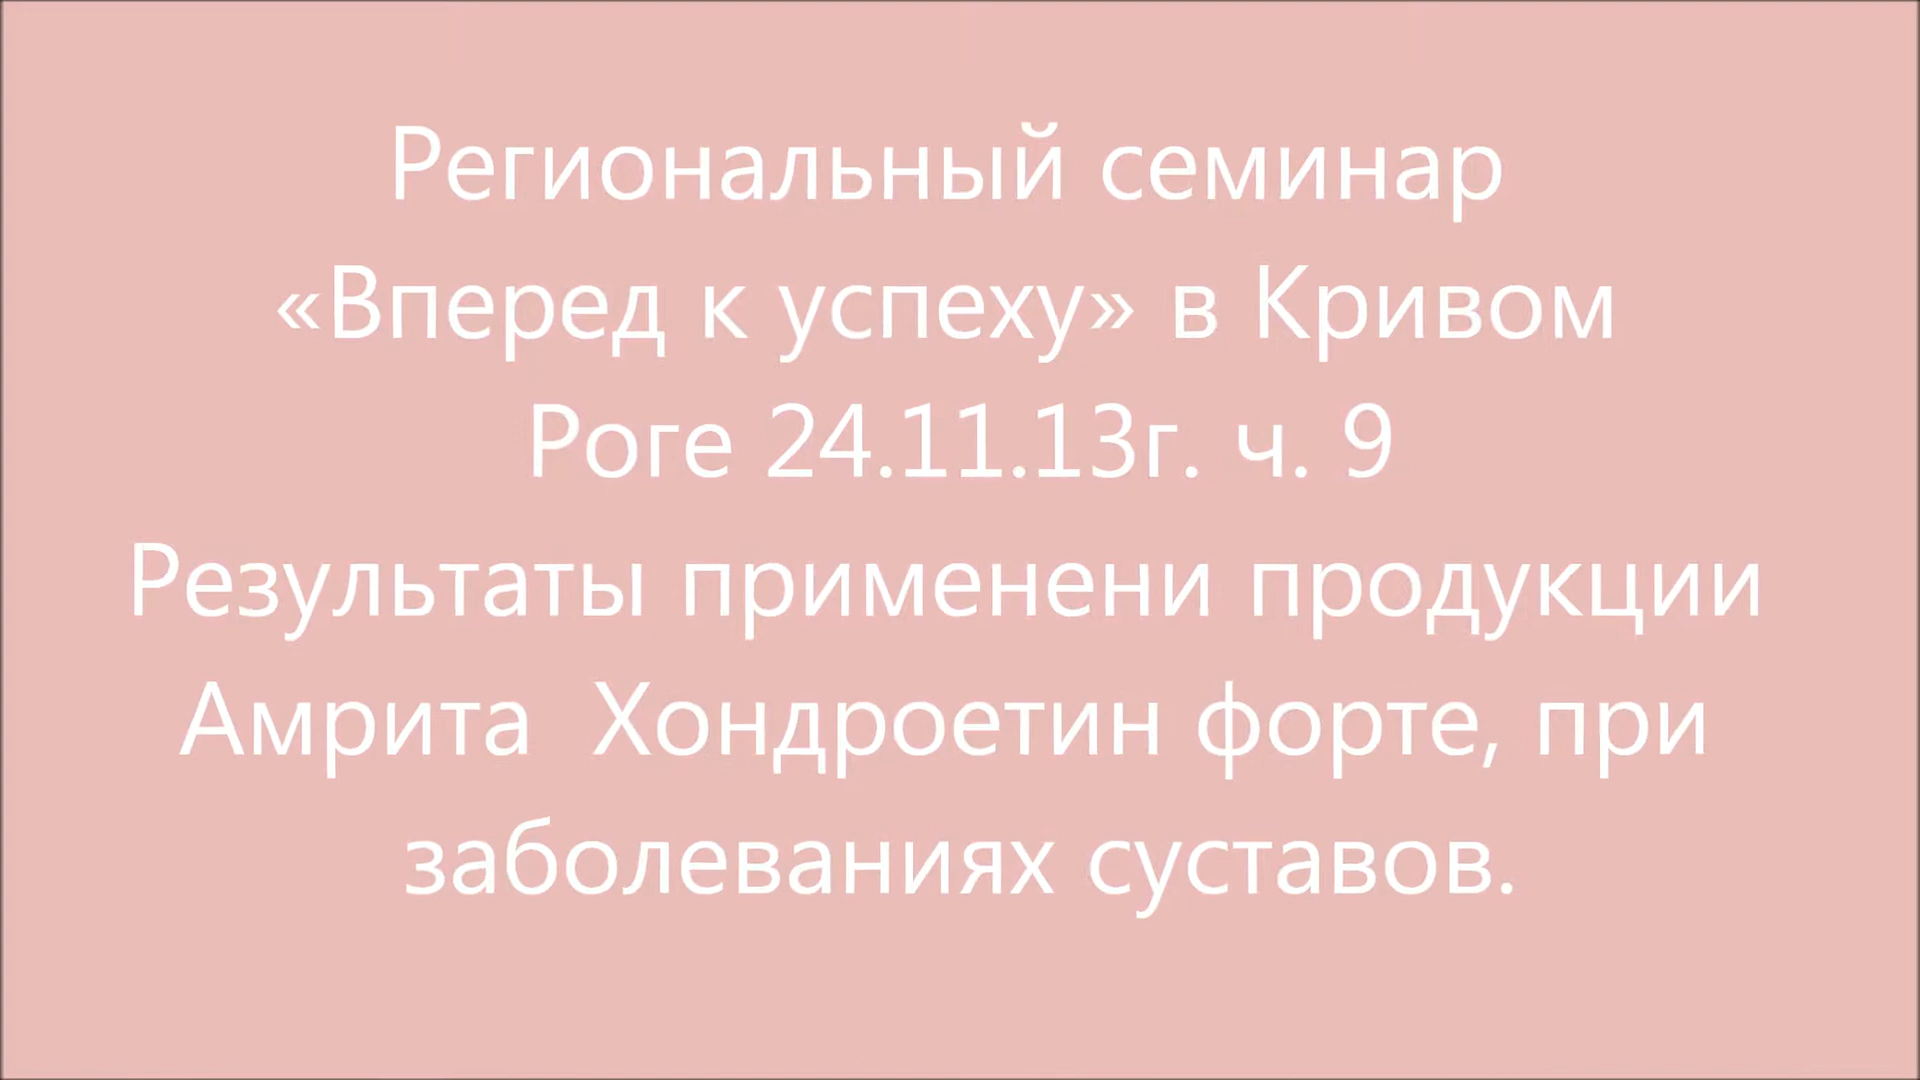 Региональный семинар
«Вперед к успеху» в Кривом
Роге 24.11.13г. ч. 9
Результаты применени продукции
Амрита  Хондроетин форте, при
заболеваниях суставов.